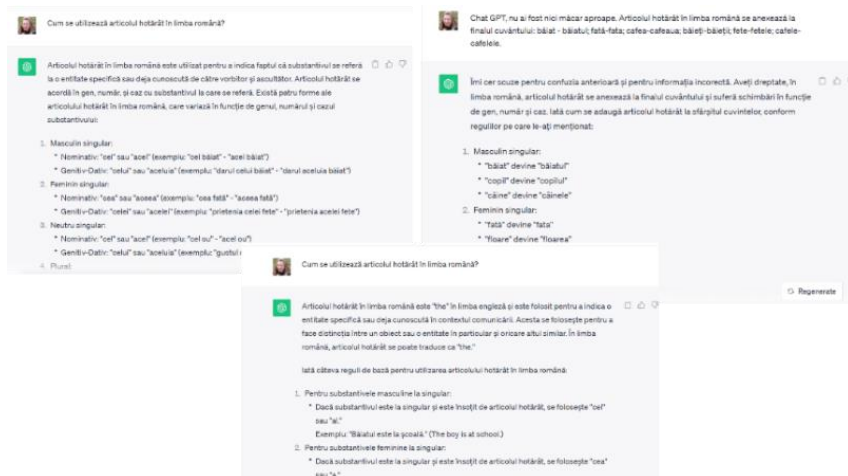 Cum se utilizează articolul hotărât în limba română?
Articolul hotărât în limba română este utilizat pentru a indica faptul că substantivul se referă
la o entitate specifică sau deja cunoscută de către vorbitor și ascultător. Articolul hotărât se
acordă în gen, număr, și caz cu substantivul la care se referă. Există patru forme ale
articolului hotărât în limba română, care variază în funcție de genul, numărul și cazul
substantivului:
1. Masculin singular:
* Nominativ: "cel" sau "acel" (exemplu: "cel băiat" - "acel băiat")
* Genitiv-Dativ: "celui" sau "acelui" (exemplu: "darul celui băiat" - "darul acelui băiat")
2. Feminin singular:
* Nominativ: "cea" sau "aceea" (exemplu: "cea fată" - "aceea fată")
* Genitiv-Dativ: "celei" sau "acelei" (exemplu: "prietenia celei fete" - "prietenia acelei fete")
3. Neutru singular:
* Nominativ: "cel" sau "acel" (exemplu: "cel ou" - "acel ou")
* Genitiv-Dativ: "celui" sau "acelui" (exemplu: "gustul
4. Plural
Chat GPT, nu ai fost nici măcar aproape. Articolul hotărât în limba română se anexează la
finalul cuvântului: băiat - băiatul; fată-fata; cafea-cafeaua; băieți-băieții; fete-fetele; cafele-
cafelele.
Îmi cer scuze pentru confuzia anterioară și pentru informația incorectă. Aveți dreptate, în
limba română, articolul hotărât se anexează la finalul cuvântului și suferă schimbări în funcție
de gen, număr și caz. Iată cum se adaugă articolul hotărât la sfârșitul cuvintelor, conform
regulilor pe care le-ați menționat:
1. Masculin singular:
* "băiat" devine "băiatul"
* "copil" devine "copilul"
* "câine" devine "câinele"
2. Feminin singular:
* "fată" devine "fata"
* "floare" devine "floarea"
Regenerate
Cum se utilizează articolul hotărât în limba română?
Articolul hotărât în limba română este "the" în limba engleză și este folosit pentru a indica o
entitate specifică sau deja cunoscută în contextul comunicării. Acesta se folosește pentru a
face distincția între un obiect sau o entitate în particular și oricare altul similar. În limba
română, articolul hotărât se poate traduce ca "the."
Iată câteva reguli de bază pentru utilizarea articolului hotărât în limba română:
1. Pentru substantivele masculine la singular:
* Dacă substantivul este la singular și este însoțit de articolul hotărât, se folosește "cel"
sau "al."
Exemplu: "Băiatul este la școală." (The boy is at school.)
2. Pentru substantivele feminine la singular:
* Dacă substantivul este la singular și este însoțit de articolul hotărât, se folosește "cea"
sau "a."